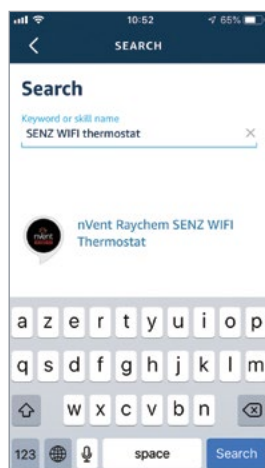 10:52
65%
SEARCH
Search
Keyword or skill name
SENZ WIFI thermostat
nVent
nVent Raychem SENZ WIFI
Thermostat
a z e r t y u i o p
q s d f g h j k l m
w x c v b n
123 space Search